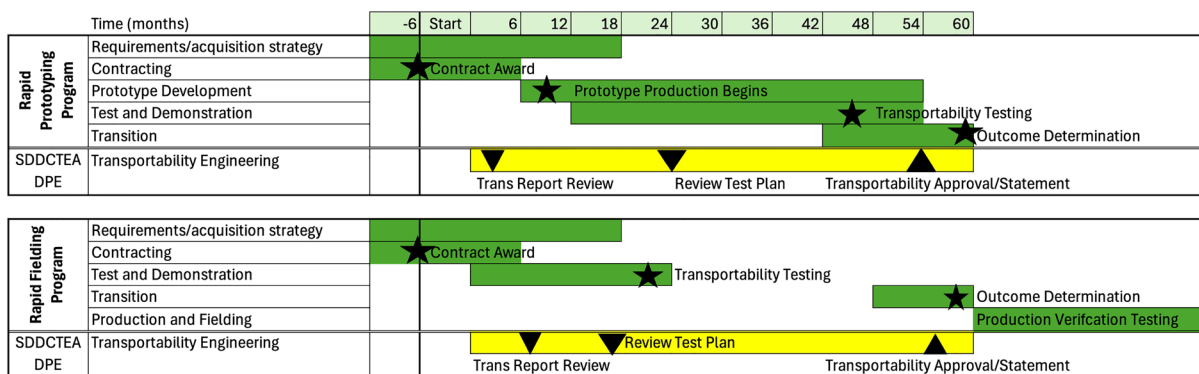 Time (months) -6 Start 6 12 18 24 30 36 42 48 54 60
Rapid Prototyping Program
Requirements/acquisition strategy
Contracting Contract Award
Prototype Development Prototype Production Begins
Test and Demonstration Transportability Testing
Transition Outcome Determination
SDDCTEA DPE
Transportability Engineering
Trans Report Review Review Test Plan Transportability Approval/Statement
Rapid Fielding Program
Requirements/acquisition strategy
Contracting Contract Award
Test and Demonstration Transportability Testing
Transition Outcome Determination
Production and Fielding Production Verifcation Testing
SDDCTEA DPE
Transportability Engineering Review Test Plan
Trans Report Review Transportability Approval/Statement